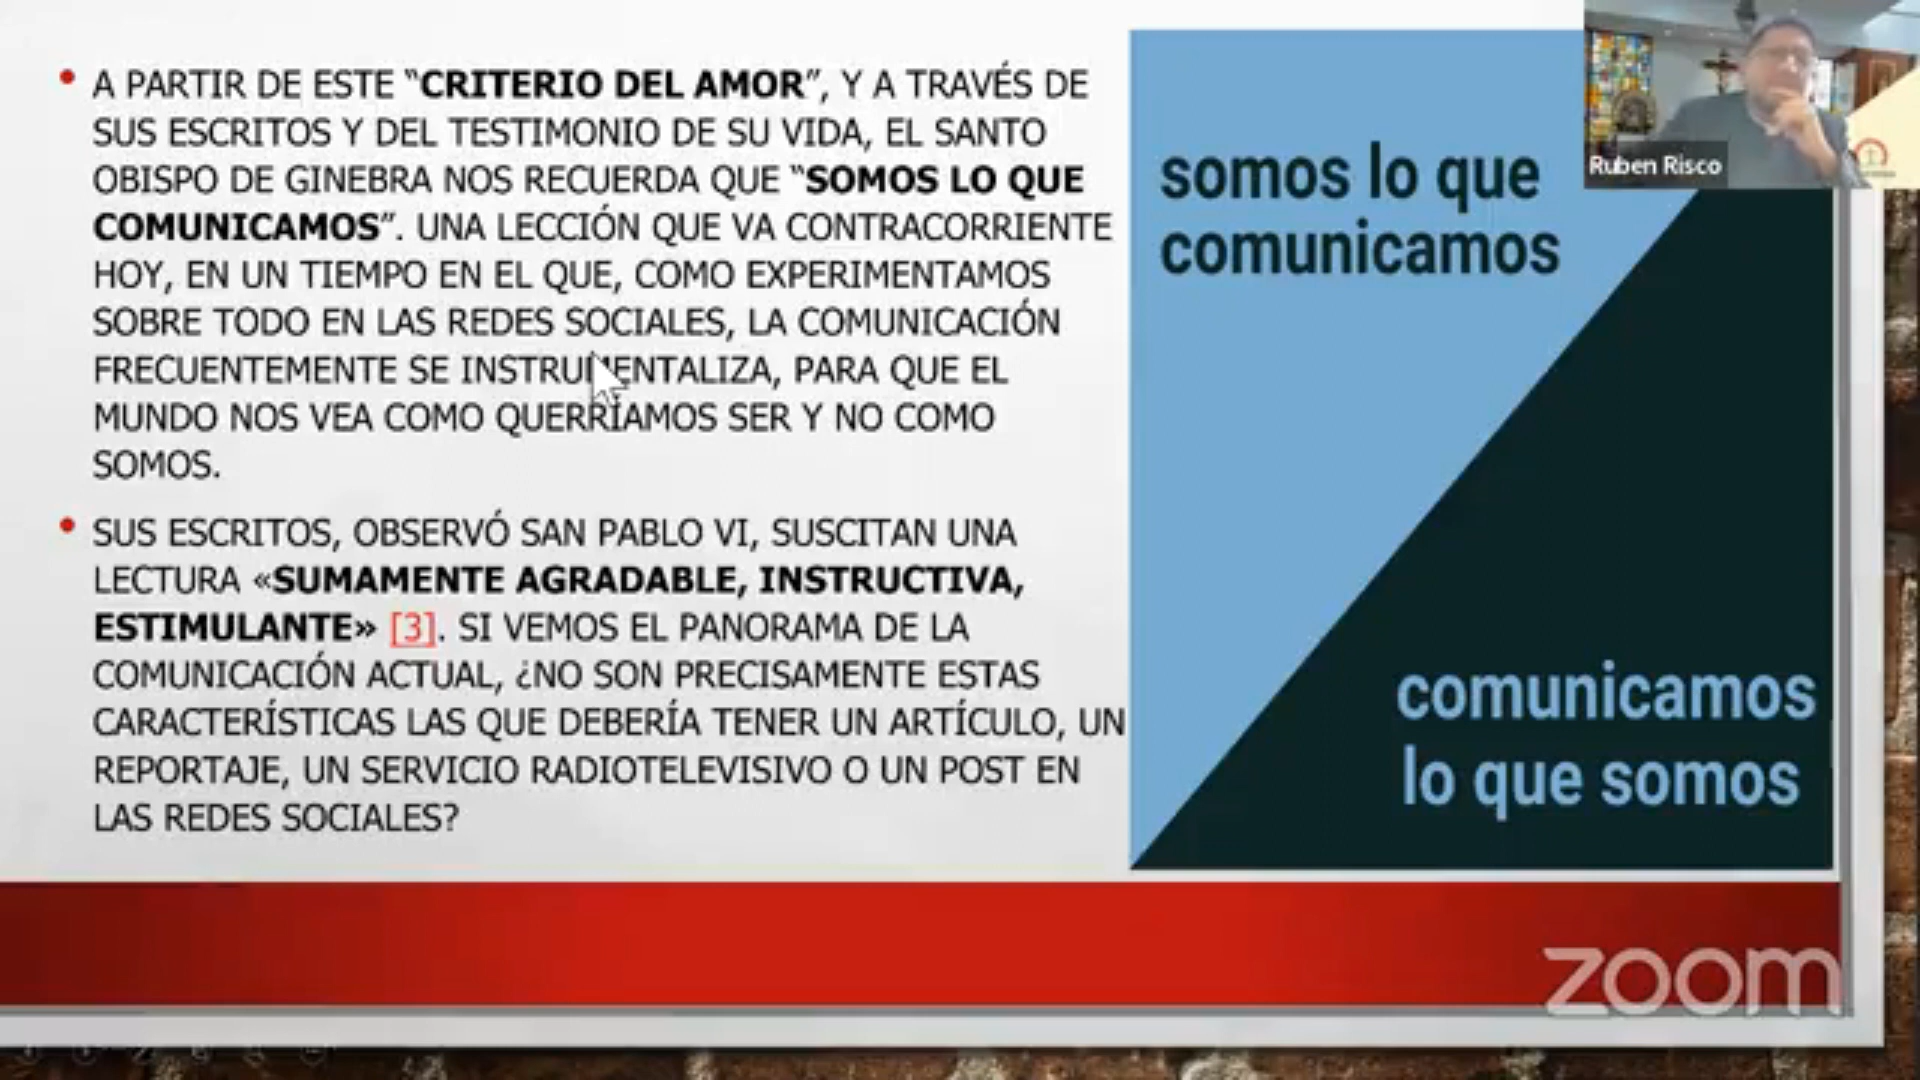 • A PARTIR DE ESTE “CRITERIO DEL AMOR”, Y A TRAVÉS DE
SUS ESCRITOS Y DEL TESTIMONIO DE SU VIDA, EL SANTO
OBISPO DE GINEBRA NOS RECUERDA QUE “SOMOS LO QUE
COMUNICAMOS”. UNA LECCIÓN QUE VA CONTRACORRIENTE
HOY, EN UN TIEMPO EN EL QUE, COMO EXPERIMENTAMOS
SOBRE TODO EN LAS REDES SOCIALES, LA COMUNICACIÓN
FRECUENTEMENTE SE INSTRUMENTALIZA, PARA QUE EL
MUNDO NOS VEA COMO QUERRÍAMOS SER Y NO COMO
SOMOS.
• SUS ESCRITOS, OBSERVÓ SAN PABLO VI, SUSCITAN UNA
LECTURA «SUMAMENTE AGRADABLE, INSTRUCTIVA,
ESTIMULANTE» [3]. SI VEMOS EL PANORAMA DE LA
COMUNICACIÓN ACTUAL, ¿NO SON PRECISAMENTE ESTAS
CARACTERÍSTICAS LAS QUE DEBERÍA TENER UN ARTÍCULO, UN
REPORTAJE, UN SERVICIO RADIOTELEVISIVO O UN POST EN
LAS REDES SOCIALES?
somos lo que
comunicamos
comunicamos
lo que somos
Ruben Risco
zoom